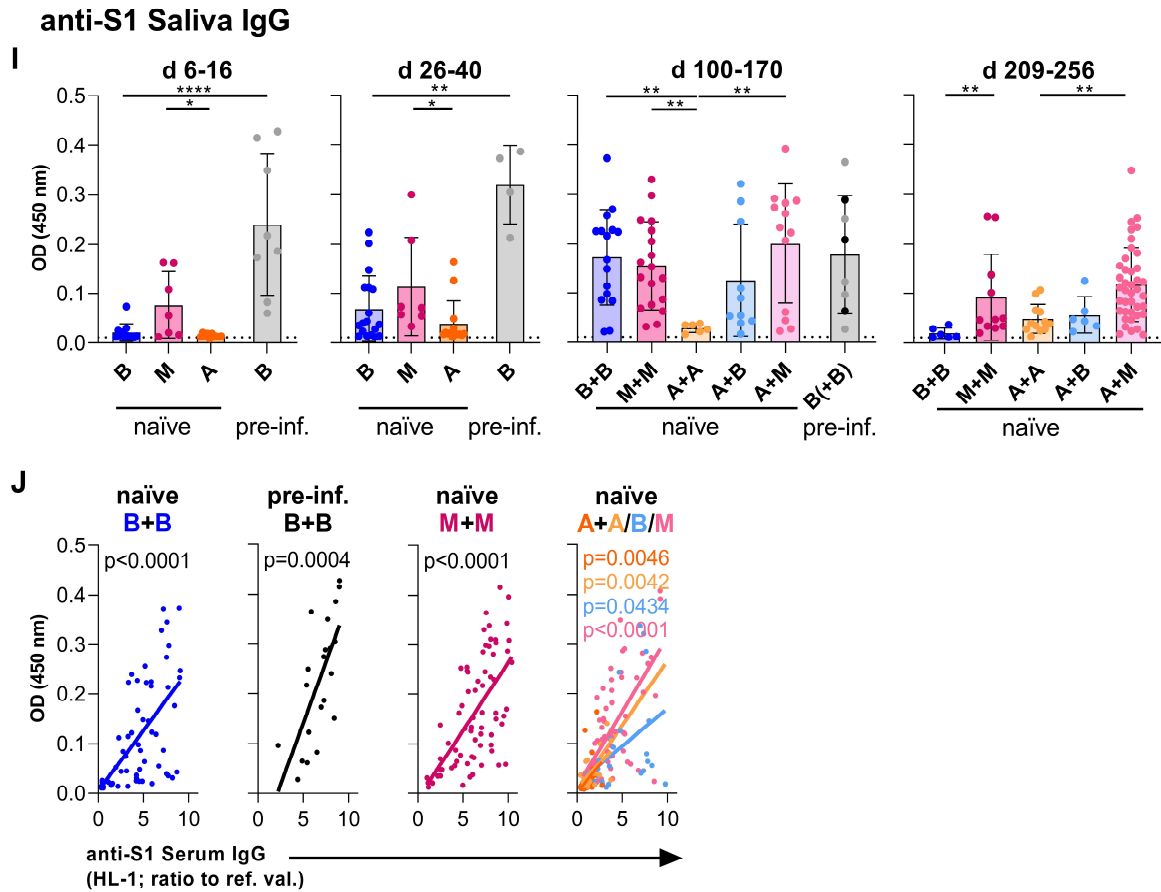 anti-S1 Saliva IgG
I
d 6-16
d 26-40
d 100-170
d 209-256
****
*
**
*
**
**
**
**
**
OD (450 nm)
0.5
0.4
0.3
0.2
0.1
0.0
B
M
A
B
B
M
A
B
B+B
M+M
A+A
A+B
A+M
B(+B)
B+B
M+M
A+A
A+B
A+M
naïve
pre-inf.
naïve
pre-inf.
naïve
pre-inf.
naïve
J
naïve
B+B
pre-inf.
B+B
naïve
M+M
naïve
A+A/B/M
OD (450 nm)
0.5
0.4
0.3
0.2
0.1
0.0
p<0.0001
p=0.0004
p<0.0001
p=0.0046
p=0.0042
p=0.0434
p<0.0001
0 5 10
0 5 10
0 5 10
0 5 10
anti-S1 Serum IgG
(HL-1; ratio to ref. val.)